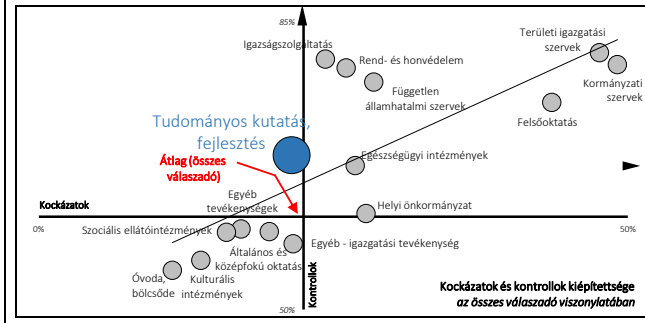 85%
Igazságszolgáltatás
Rend- és honvédelem
Független
államhatalmi szervek
Területi igazgatási
szervek
Kormányzati
szervek
Felsőoktatás
Tudományos kutatás,
fejlesztés
Átlag (összes
válaszadó)
Egészségügyi intézmények
Kockázatok
Egyéb
tevékenységek
Helyi önkormányzat
0%
50%
Szociális ellátóintézmények
Általános és
középfokú oktatás
Egyéb - igazgatási tevékenység
Óvoda,
bölcsőde
Kulturális
intézmények
Kontrollok
50%
Kockázatok és kontrollok kiépítettsége
az összes válaszadó viszonylatában